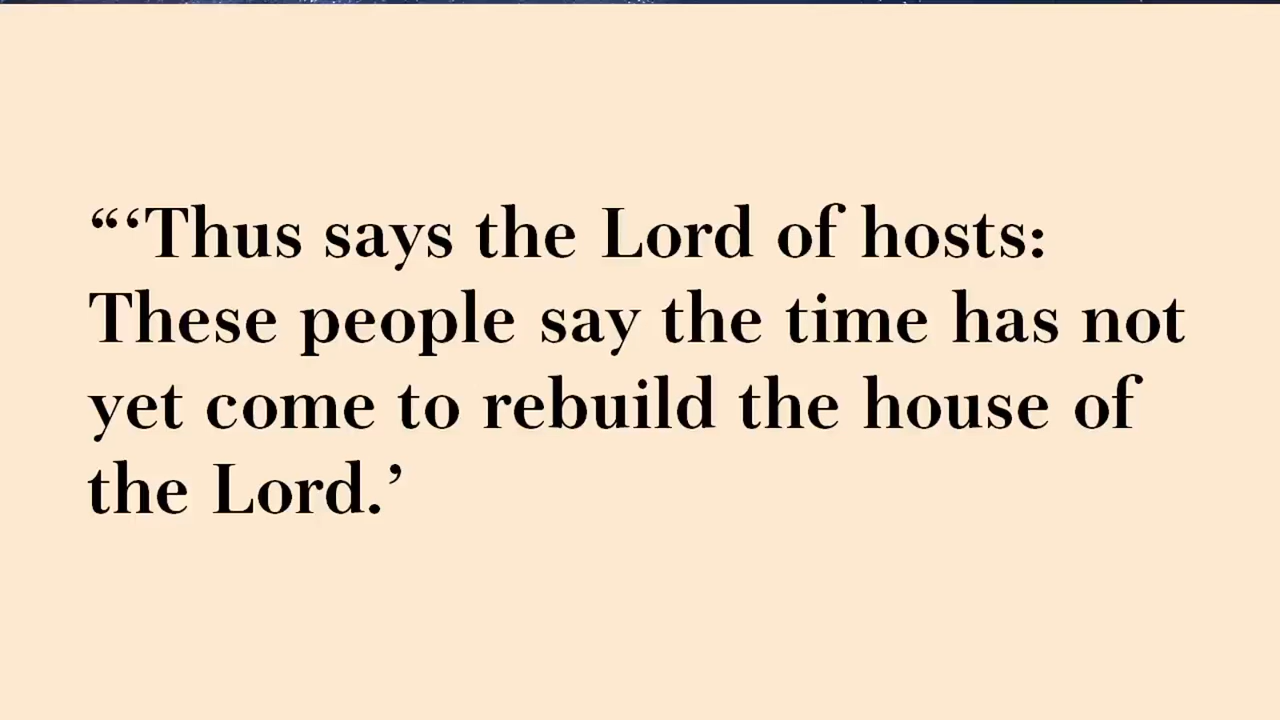 “‘Thus says the Lord of hosts:
These people say the time has not
yet come to rebuild the house of
the Lord.’